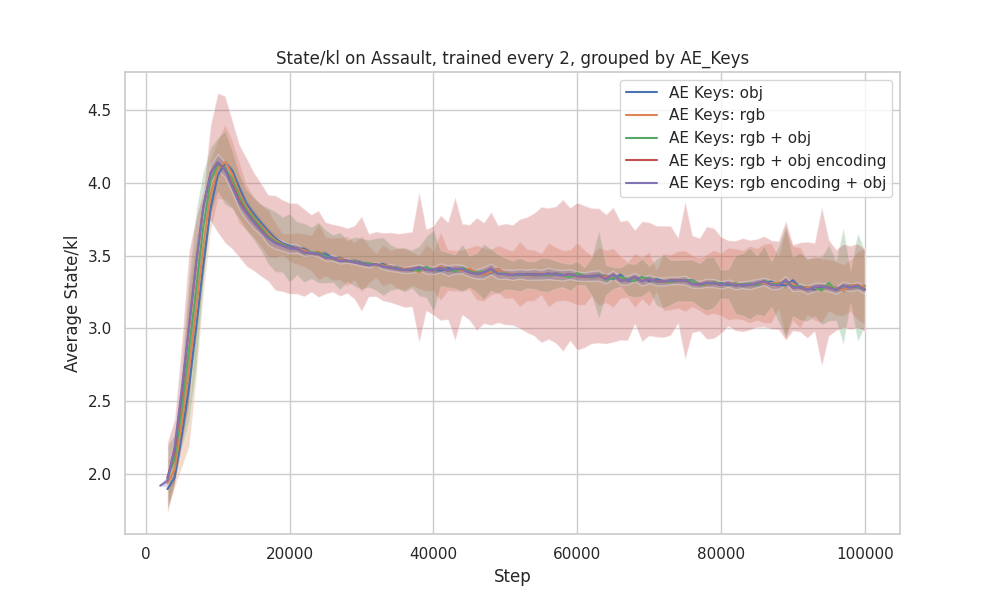 State/kl on Assault, trained every 2, grouped by AE_Keys
AE Keys: obj
AE Keys: rgb
AE Keys: rgb + obj
AE Keys: rgb + obj encoding
AE Keys: rgb encoding + obj
Average State/kl
4.5
4.0
3.5
3.0
2.5
2.0
0
20000
40000
60000
80000
100000
Step